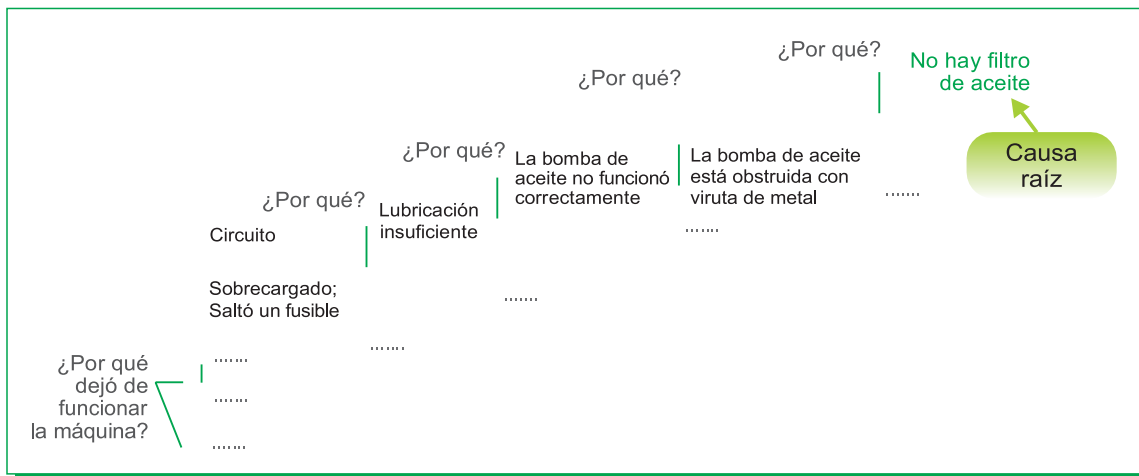 ¿Por qué
dejó de
funcionar
la máquina?
.......
.......
.......
Circuito
Sobrecargado;
Saltó un fusible
¿Por qué?
Lubricación
insuficiente
.......
¿Por qué?
La bomba de
aceite no funcionó
correctamente
.......
¿Por qué?
La bomba de aceite
está obstruida con
viruta de metal
.......
¿Por qué?
No hay filtro
de aceite
.......
Causa
raíz